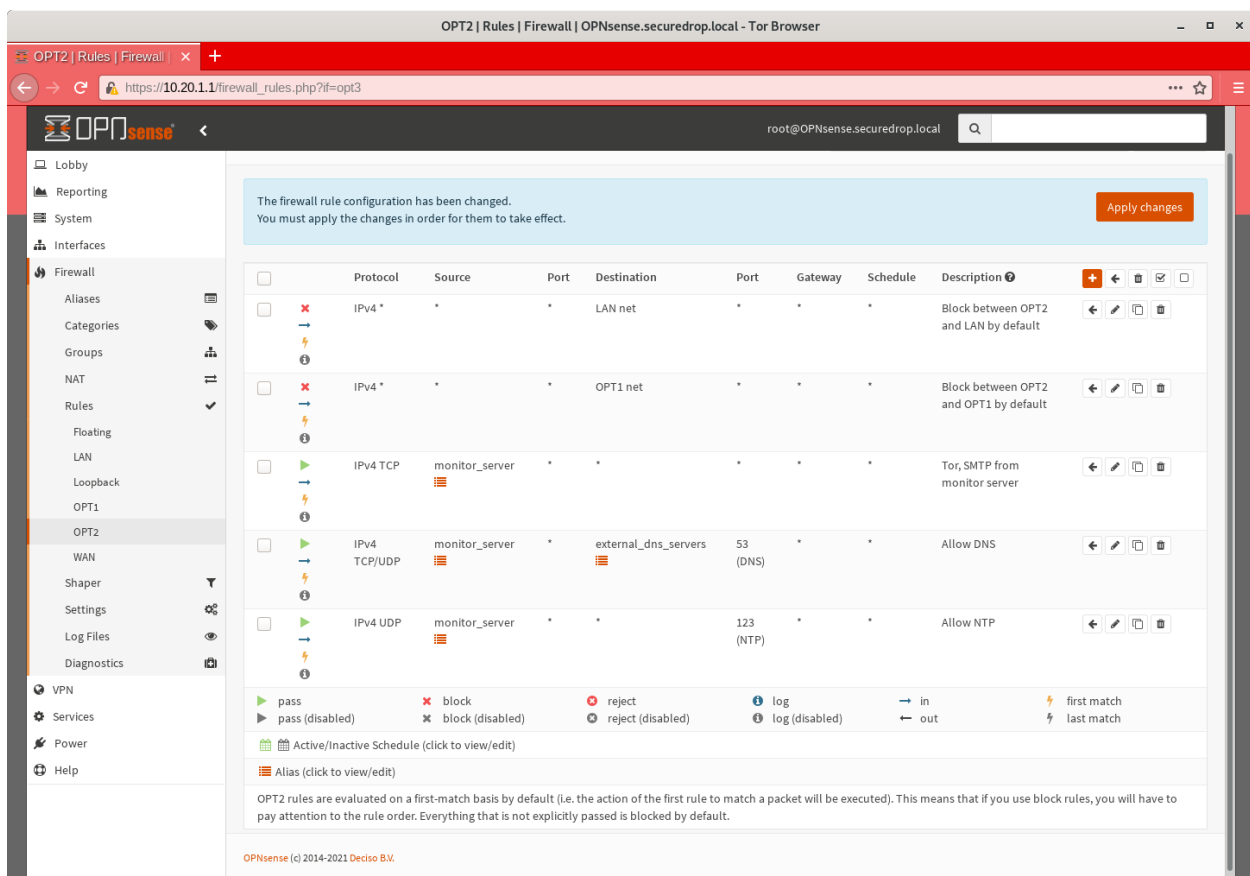 OPT2 | Rules | Firewall | OPNsense.securedrop.local - Tor Browser
OPT2 | Rules | Firewall |
https://10.20.1.1/firewall_rules.php?if=opt3
OPNsense
root@OPNsense.securedrop.local
Lobby
Reporting
System
Interfaces
Firewall
Aliases
Categories
Groups
NAT
Rules
Floating
LAN
Loopback
OPT1
OPT2
WAN
Shaper
Settings
Log Files
Diagnostics
VPN
Services
Power
Help
The firewall rule configuration has been changed.
You must apply the changes in order for them to take effect.
Apply changes
Protocol Source Port Destination Port Gateway Schedule Description
IPv4 * * * LAN net * * * Block between OPT2
and LAN by default
IPv4 * * * OPT1 net * * * Block between OPT2
and OPT1 by default
IPv4 TCP monitor_server * * * * * Tor, SMTP from
monitor server
IPv4 monitor_server * external_dns_servers 53 * * Allow DNS
TCP/UDP (DNS)
IPv4 UDP monitor_server * * 123 * * Allow NTP
(NTP)
pass block reject log in first match
pass (disabled) block (disabled) reject (disabled) log (disabled) out last match
Active/Inactive Schedule (click to view/edit)
Alias (click to view/edit)
OPT2 rules are evaluated on a first-match basis by default (i.e. the action of the first rule to match a packet will be executed). This means that if you use block rules, you will have to
pay attention to the rule order. Everything that is not explicitly passed is blocked by default.
OPNsense (c) 2014-2021 Deciso B.V.